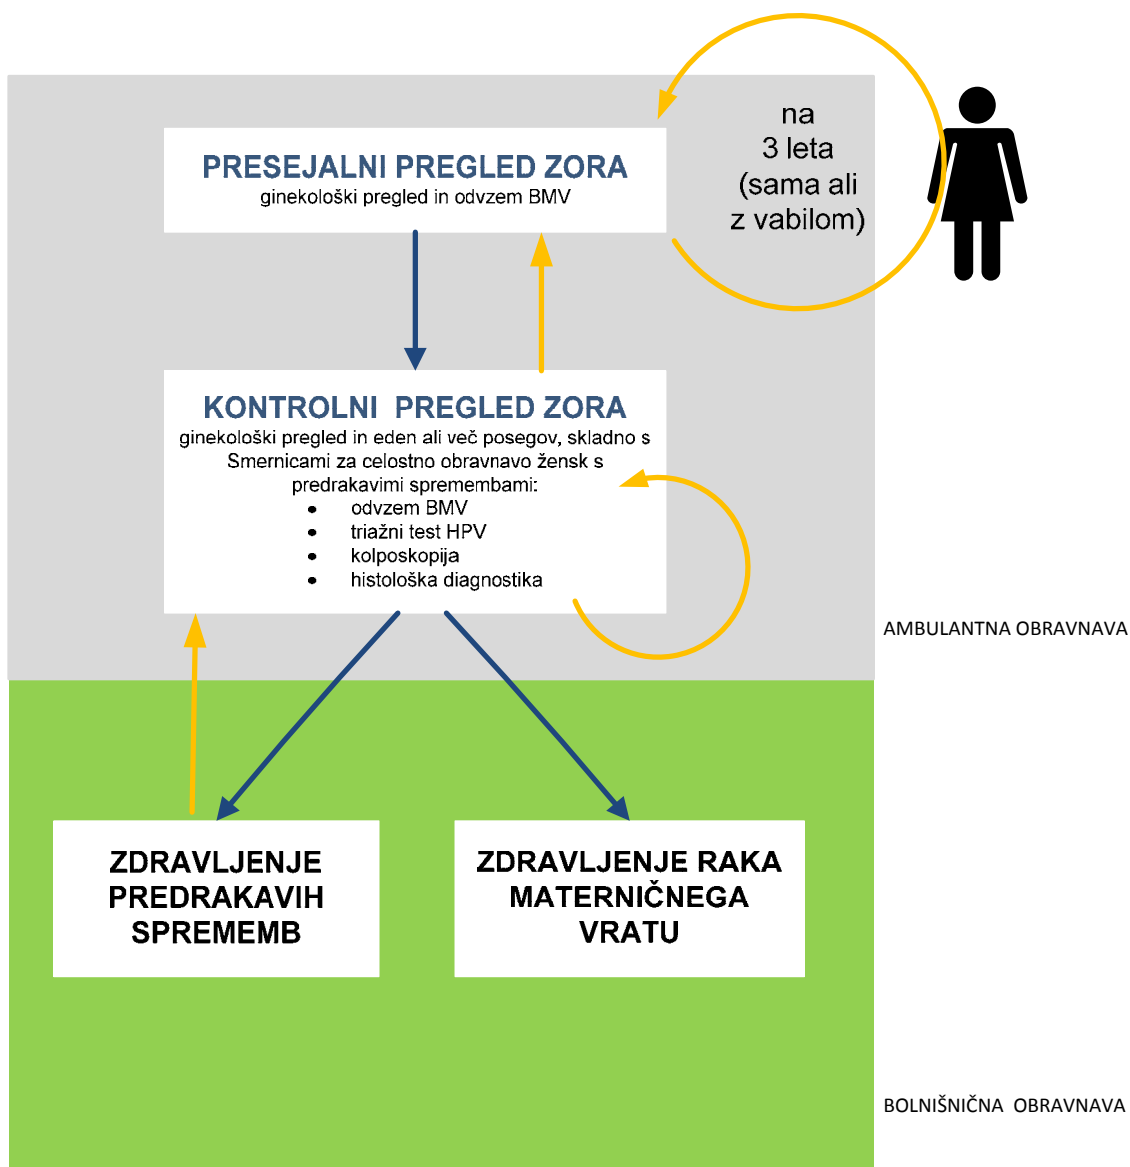 na
3 leta
(sama ali
z vabilom)
PRESEJALNI PREGLED ZORA
ginekološki pregled in odvzem BMV
KONTROLNI PREGLED ZORA
ginekološki pregled in eden ali več posegov, skladno s
Smernicami za celostno obravnavo žensk s
predrakavimi spremembami:
• odvzem BMV
• triažni test HPV
• kolposkopija
• histološka diagnostika
AMBULANTNA OBRAVNAVA
ZDRAVLJENJE
PREDRAKAVIH
SPREMEMB
ZDRAVLJENJE RAKA
MATERNIČNEGA
VRATU
BOLNIŠNIČNA OBRAVNAVA